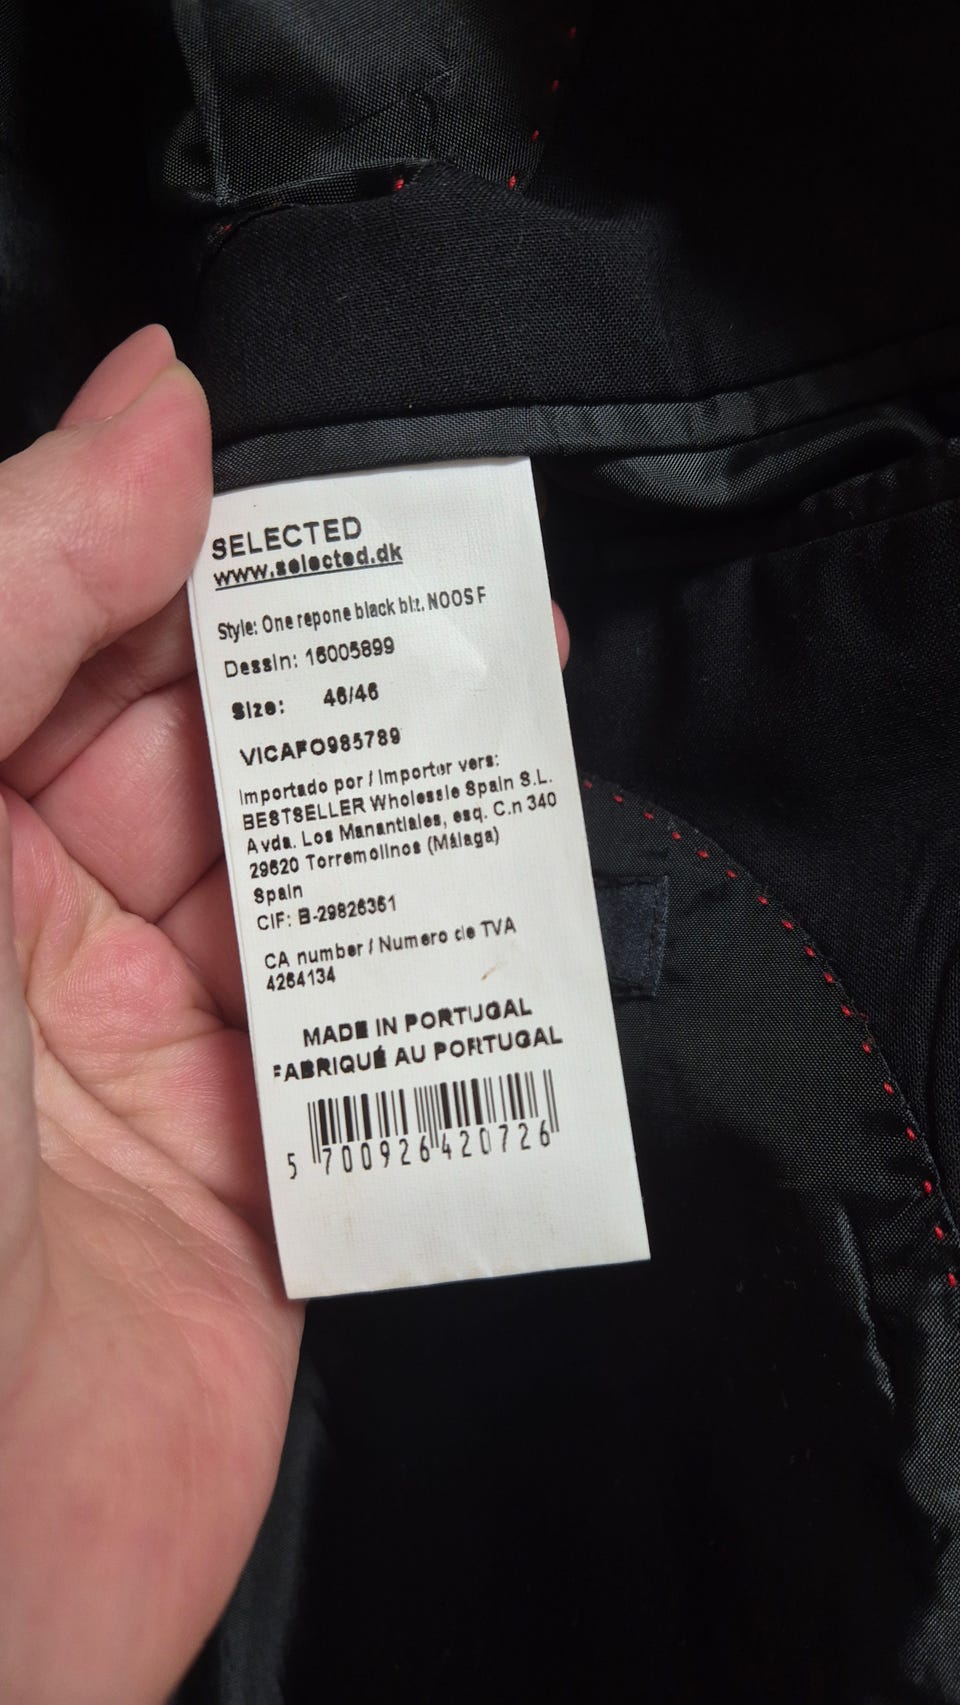 SELECTED
www.selected.dk
Style: One repone black blz. NOOS F
Dessin: 16005899
Size: 46/46
VICAFO985789
Importado por / Importer vers:
BESTSELLER Wholesale Spain S.L.
Avda. Los Manantiales, esq. C.n 340
29620 Torremolinos (Málaga)
Spain
CIF: B-29826351
CA number / Numero de TVA
4264134
MADE IN PORTUGAL
FABRIQUÉ AU PORTUGAL
5 700926 420726